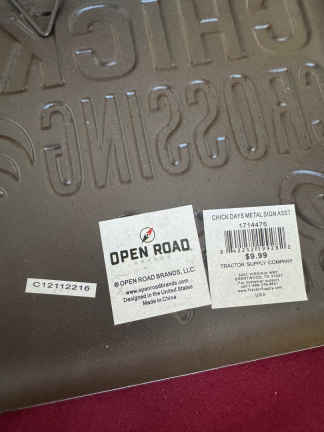 CHICK
CROSSING
C12112216
OPEN ROAD
BRANDS
© OPEN ROAD BRANDS, LLC.
www.openroadbrands.com
Designed in the United States
Made in China
CHICK DAYS METAL SIGN ASST
1714476
$9.99
TRACTOR SUPPLY COMPANY